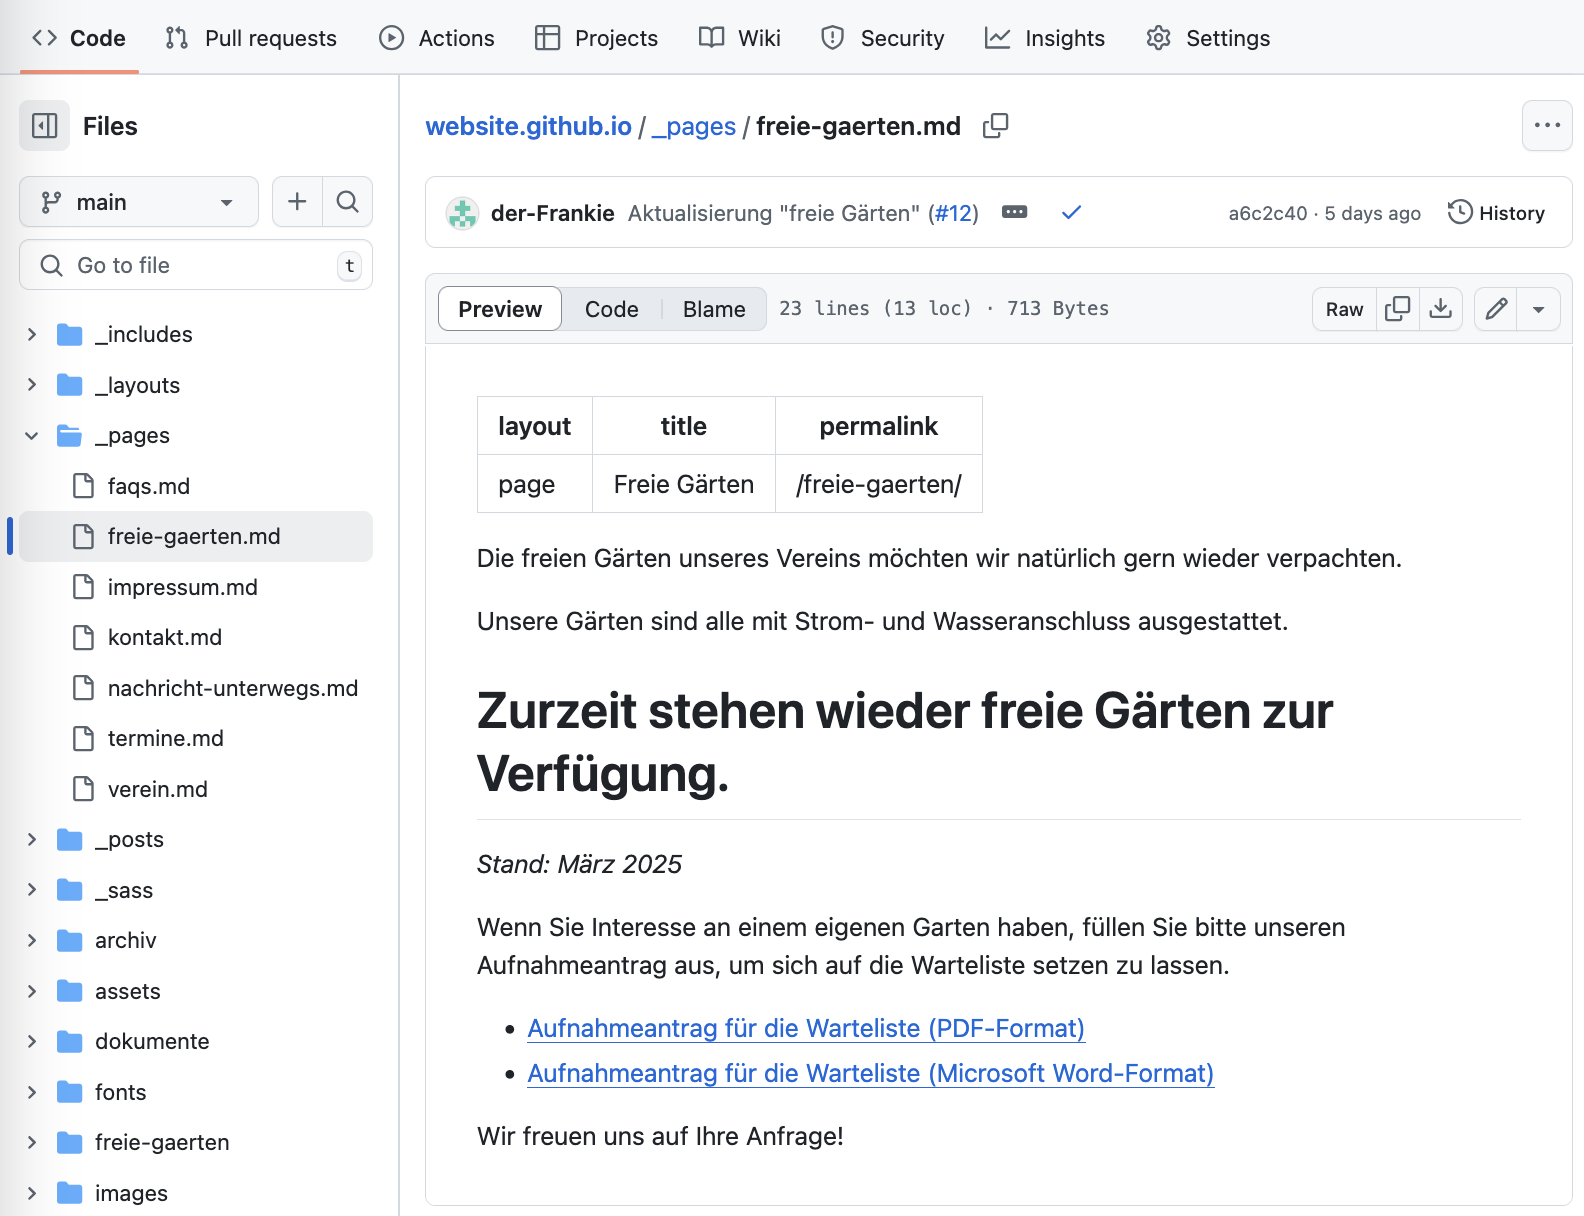 Code Pull requests Actions Projects Wiki Security Insights Settings
Files
main
Go to file t
_includes
_layouts
_pages
faqs.md
freie-gaerten.md
impressum.md
kontakt.md
nachricht-unterwegs.md
termine.md
verein.md
_posts
_sass
archiv
assets
dokumente
fonts
freie-gaerten
images
website.github.io / _pages / freie-gaerten.md
der-Frankie Aktualisierung "freie Gärten" (#12) a6c2c40 · 5 days ago History
Preview Code Blame 23 lines (13 loc) · 713 Bytes Raw
layout title permalink
page Freie Gärten /freie-gaerten/
Die freien Gärten unseres Vereins möchten wir natürlich gern wieder verpachten.
Unsere Gärten sind alle mit Strom- und Wasseranschluss ausgestattet.
Zurzeit stehen wieder freie Gärten zur
Verfügung.
Stand: März 2025
Wenn Sie Interesse an einem eigenen Garten haben, füllen Sie bitte unseren
Aufnahmeantrag aus, um sich auf die Warteliste setzen zu lassen.
• Aufnahmeantrag für die Warteliste (PDF-Format)
• Aufnahmeantrag für die Warteliste (Microsoft Word-Format)
Wir freuen uns auf Ihre Anfrage!